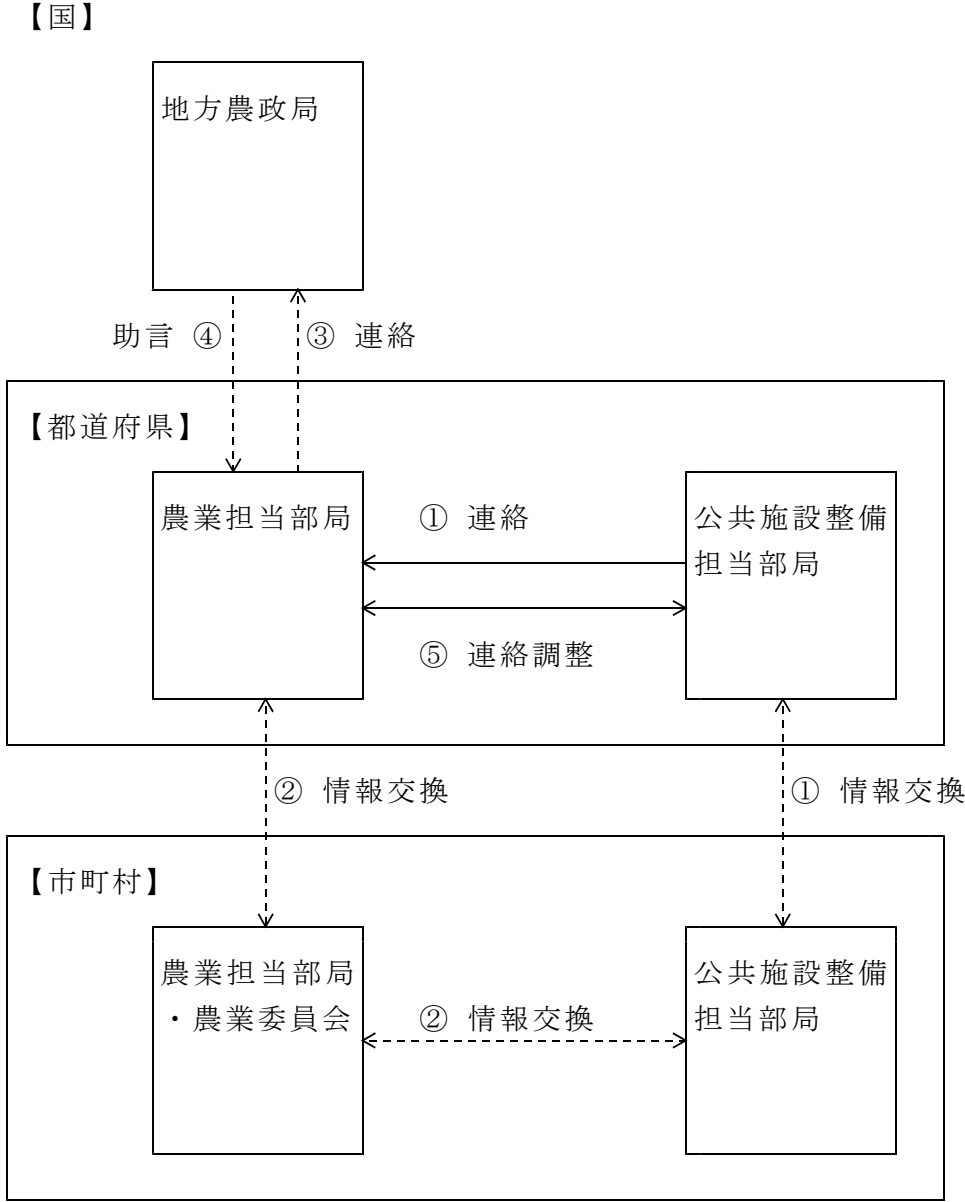 【国】
地方農政局
助言 ④
③ 連絡
【都道府県】
農業担当部局
① 連絡
公共施設整備
担当部局
⑤ 連絡調整
② 情報交換
① 情報交換
【市町村】
農業担当部局
・農業委員会
② 情報交換
公共施設整備
担当部局